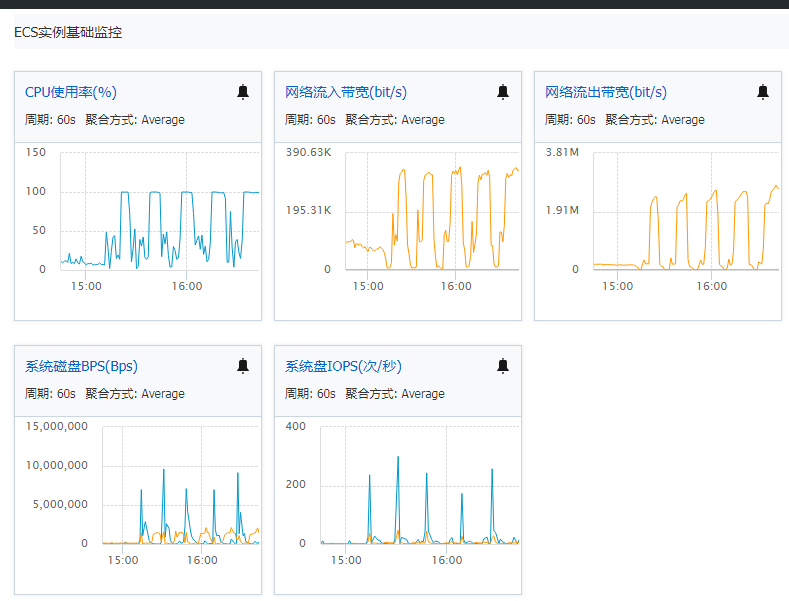 ECS实例基础监控
CPU使用率(%)
周期: 60s 聚合方式: Average
150
100
50
0
15:00 16:00
网络流入带宽(bit/s)
周期: 60s 聚合方式: Average
390.63K
195.31K
0
15:00 16:00
网络流出带宽(bit/s)
周期: 60s 聚合方式: Average
3.81M
1.91M
0
15:00 16:00
系统磁盘BPS(Bps)
周期: 60s 聚合方式: Average
15,000,000
10,000,000
5,000,000
0
15:00 16:00
系统盘IOPS(次/秒)
周期: 60s 聚合方式: Average
400
200
0
15:00 16:00